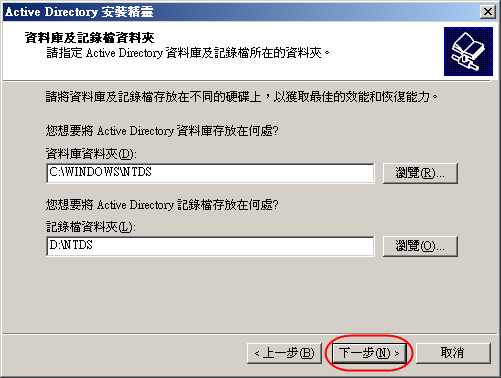 Active Directory 安裝精靈
資料庫及記錄檔資料夾
請指定 Active Directory 資料庫及記錄檔所在的資料夾。
請將資料庫及記錄檔存放在不同的硬碟上，以獲取最佳的效能和恢復能力。
您想要將 Active Directory 資料庫存放在何處?
資料庫資料夾(D):
C:\WINDOWS\NTDS
瀏覽(R)...
您想要將 Active Directory 記錄檔存放在何處?
記錄檔資料夾(L):
D:\NTDS
瀏覽(O)...
< 上一步(B)
下一步(N) >
取消